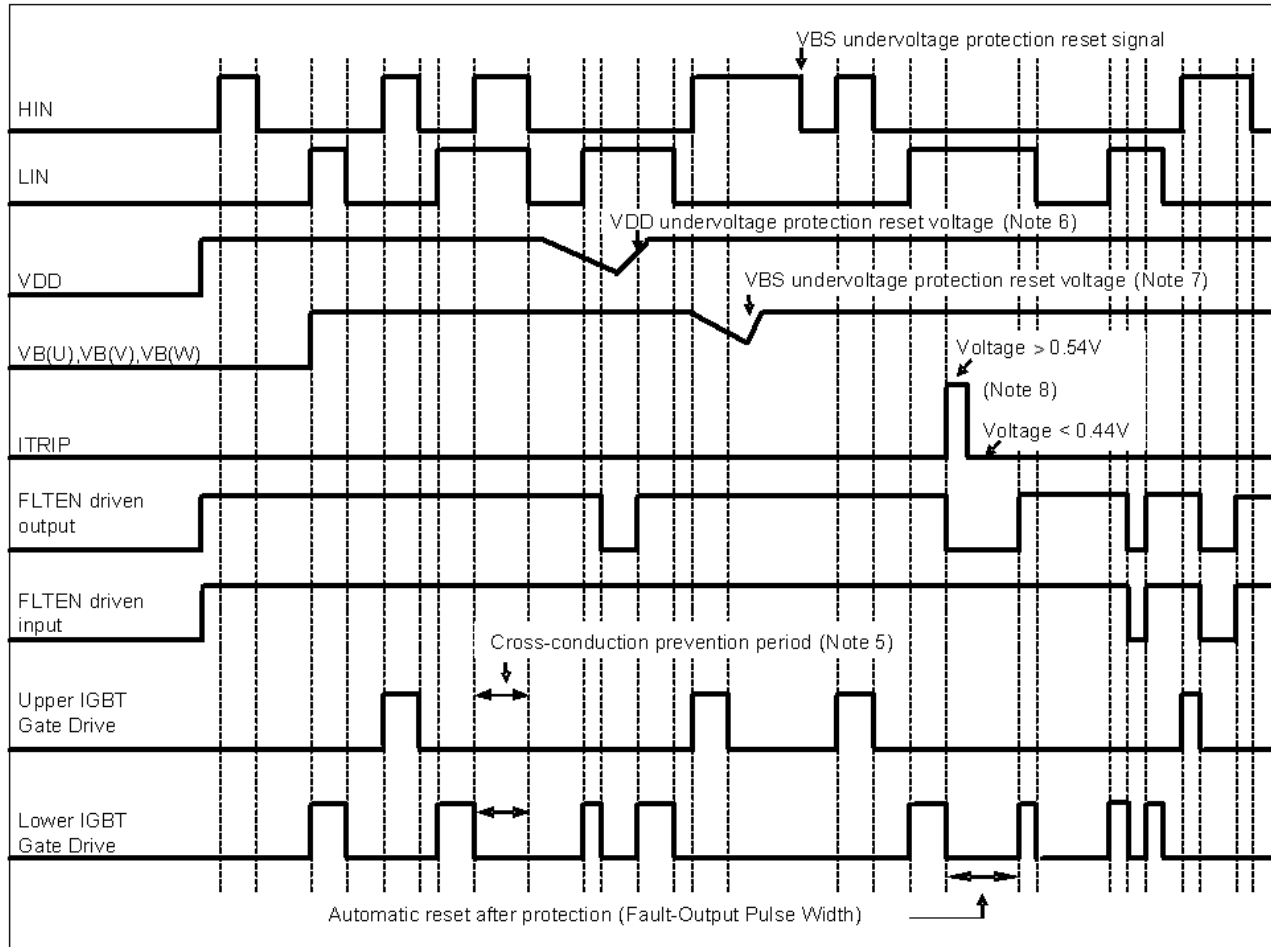 VBS undervoltage protection reset signal
HIN
LIN
VDD undervoltage protection reset voltage (Note 6)
VDD
VBS undervoltage protection reset voltage (Note 7)
VB(U),VB(V),VB(W)
Voltage > 0.54V
(Note 8)
Voltage < 0.44V
ITRIP
FLTEN driven
output
FLTEN driven
input
Cross-conduction prevention period (Note 5)
Upper IGBT
Gate Drive
Lower IGBT
Gate Drive
Automatic reset after protection (Fault-Output Pulse Width)